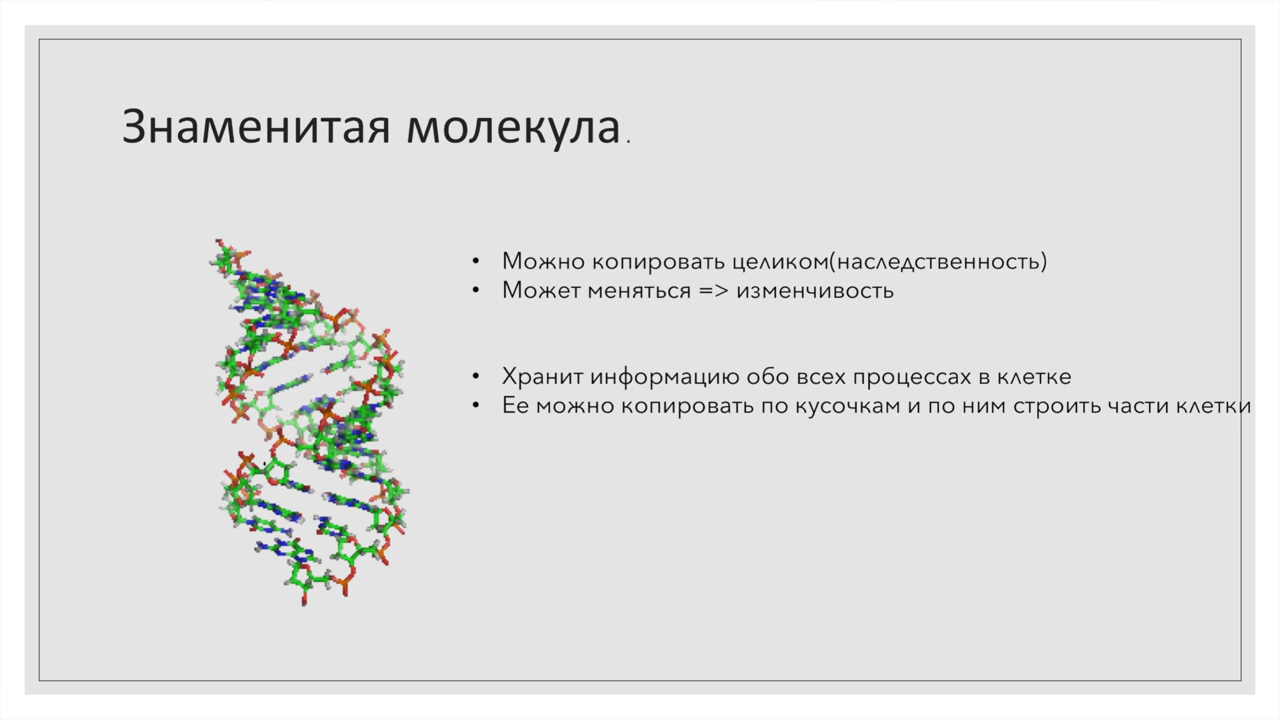 Знаменитая молекула.
• Можно копировать целиком(наследственность)
• Может меняться => изменчивость
• Хранит информацию обо всех процессах в клетке
• Ее можно копировать по кусочкам и по ним строить части клетки